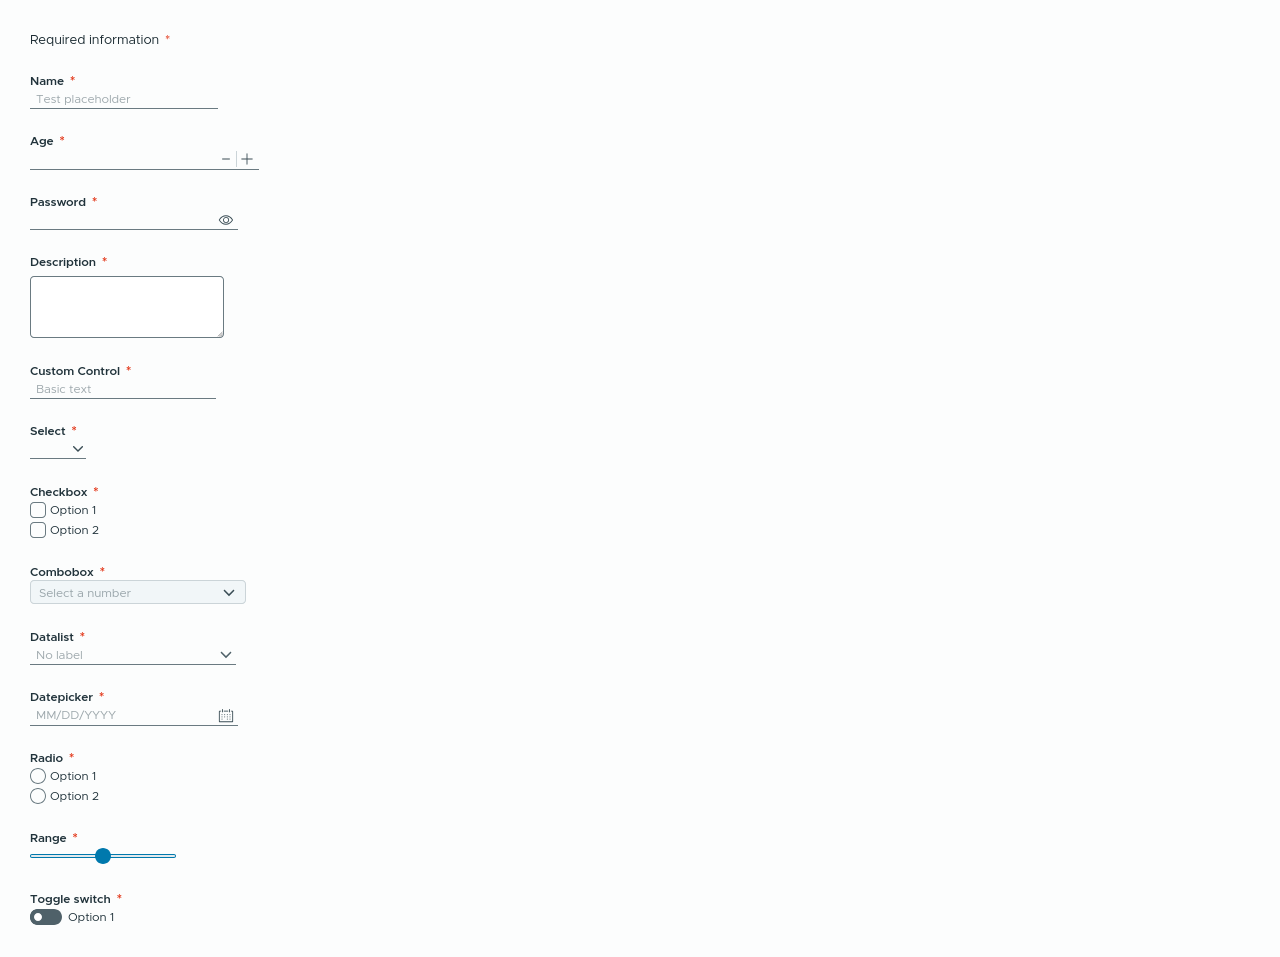 Required information *
Name *
Test placeholder
Age *
Password *
Description *
Custom Control *
Basic text
Select *
Checkbox *
Option 1
Option 2
Combobox *
Select a number
Datalist *
No label
Datepicker *
MM/DD/YYYY
Radio *
Option 1
Option 2
Range *
Toggle switch *
Option 1